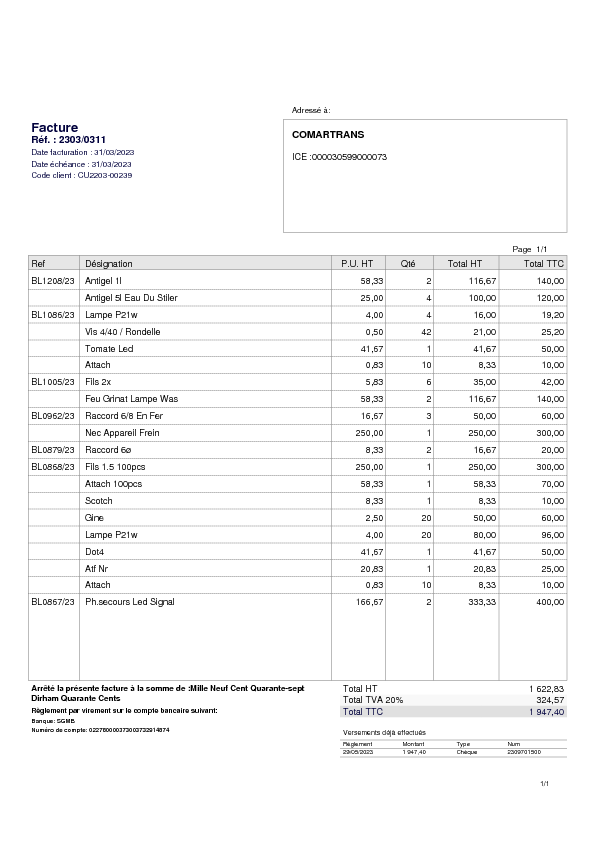 Adressé à:
Facture
Réf. : 2303/0311
Date facturation : 31/03/2023
Date échéance : 31/03/2023
Code client : CU2203-00239
COMARTRANS
ICE :000030599000073
Page 1/1
Ref Désignation P.U. HT Qté Total HT Total TTC
BL1208/23 Antigel 1l 58,33 2 116,67 140,00
Antigel 5l Eau Du Stiler 25,00 4 100,00 120,00
BL1086/23 Lampe P21w 4,00 4 16,00 19,20
Vis 4/40 / Rondelle 0,50 42 21,00 25,20
Tomate Led 41,67 1 41,67 50,00
Attach 0,83 10 8,33 10,00
BL1005/23 Fils 2x 5,83 6 35,00 42,00
Feu Grinat Lampe Was 58,33 2 116,67 140,00
BL0962/23 Raccord 6/8 En Fer 16,67 3 50,00 60,00
Nec Appareil Frein 250,00 1 250,00 300,00
BL0879/23 Raccord 6ø 8,33 2 16,67 20,00
BL0868/23 Fils 1.5 100pcs 250,00 1 250,00 300,00
Attach 100pcs 58,33 1 58,33 70,00
Scotch 8,33 1 8,33 10,00
Gine 2,50 20 50,00 60,00
Lampe P21w 4,00 20 80,00 96,00
Dot4 41,67 1 41,67 50,00
Atf Nr 20,83 1 20,83 25,00
Attach 0,83 10 8,33 10,00
BL0867/23 Ph.secours Led Signal 166,67 2 333,33 400,00
Arrêté la présente facture à la somme de :Mille Neuf Cent Quarante-sept
Dirham Quarante Cents
Règlement par virement sur le compte bancaire suivant:
Banque: SGMB
Numéro de compte: 022780000373003732914874
Total HT 1 622,83
Total TVA 20% 324,57
Total TTC 1 947,40
Versements déjà effectués
Règlement Montant Type Num
29/05/2023 1 947,40 Chèque 2309701500
1/1